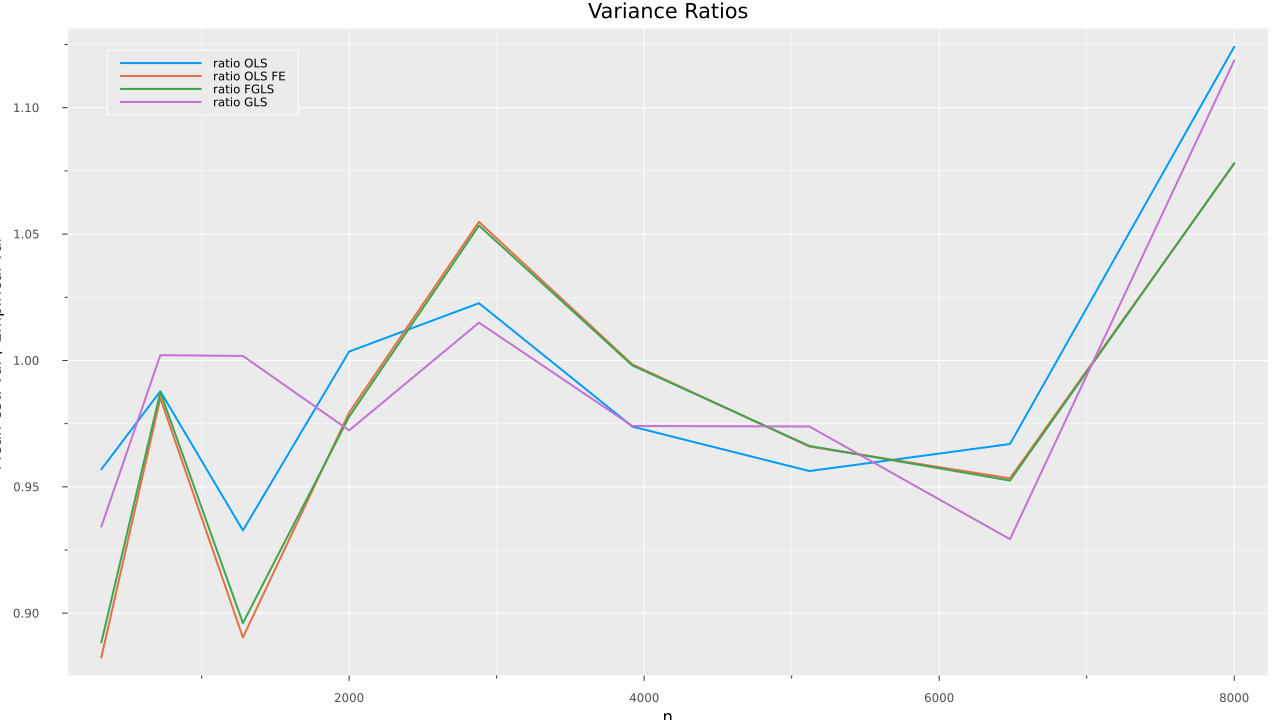 Variance Ratios
ratio OLS
ratio OLS FE
ratio FGLS
ratio GLS
1.10
1.05
1.00
0.95
0.90
2000
4000
6000
8000
n